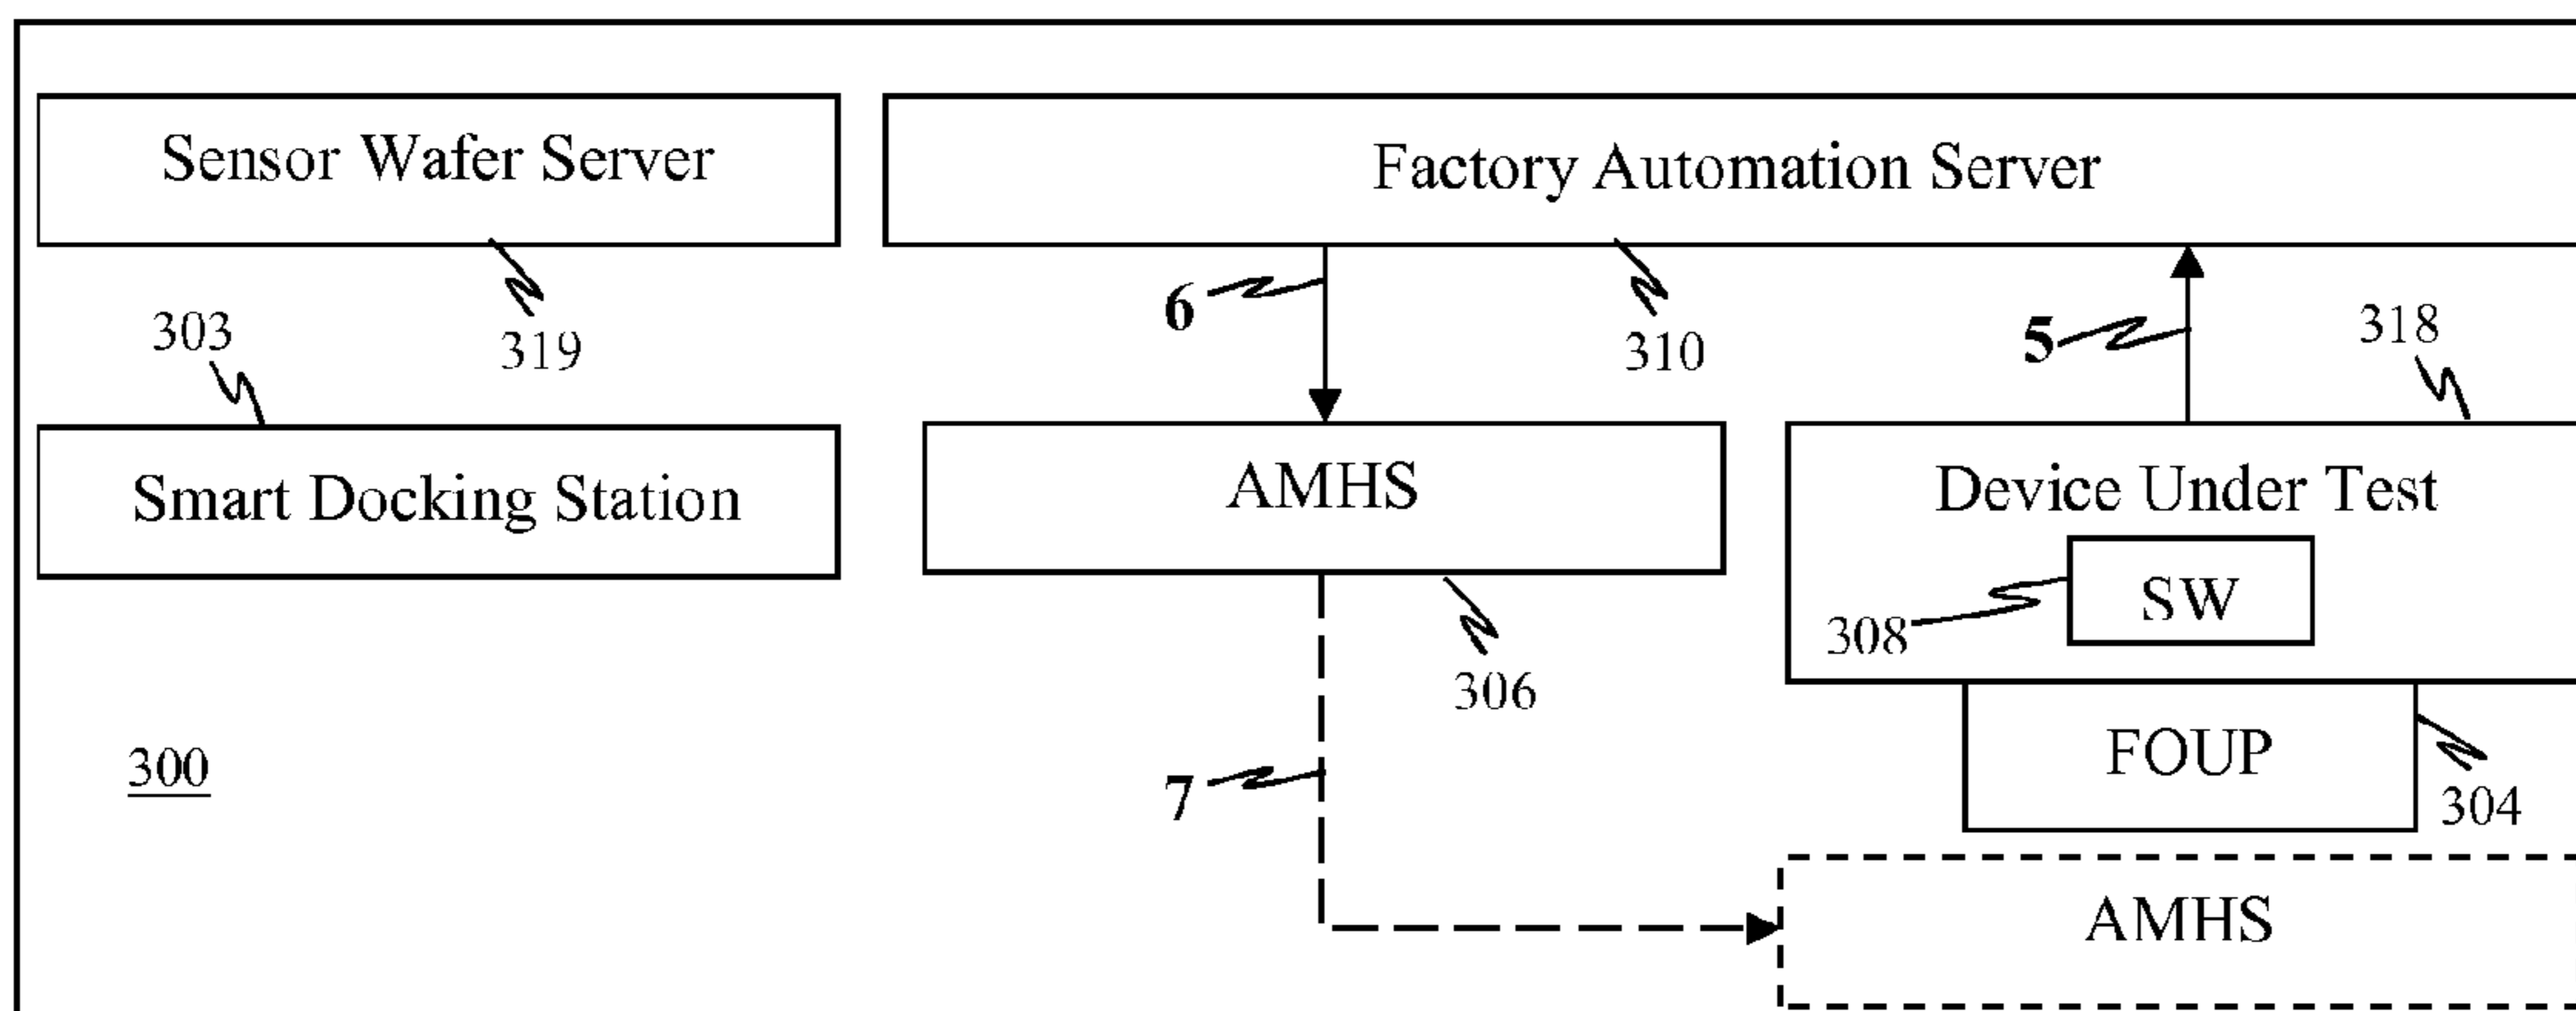 Sensor Wafer Server
Factory Automation Server
6
5
318
303
319
310
Smart Docking Station
AMHS
Device Under Test
SW
308
306
300
7
FOUP
304
AMHS